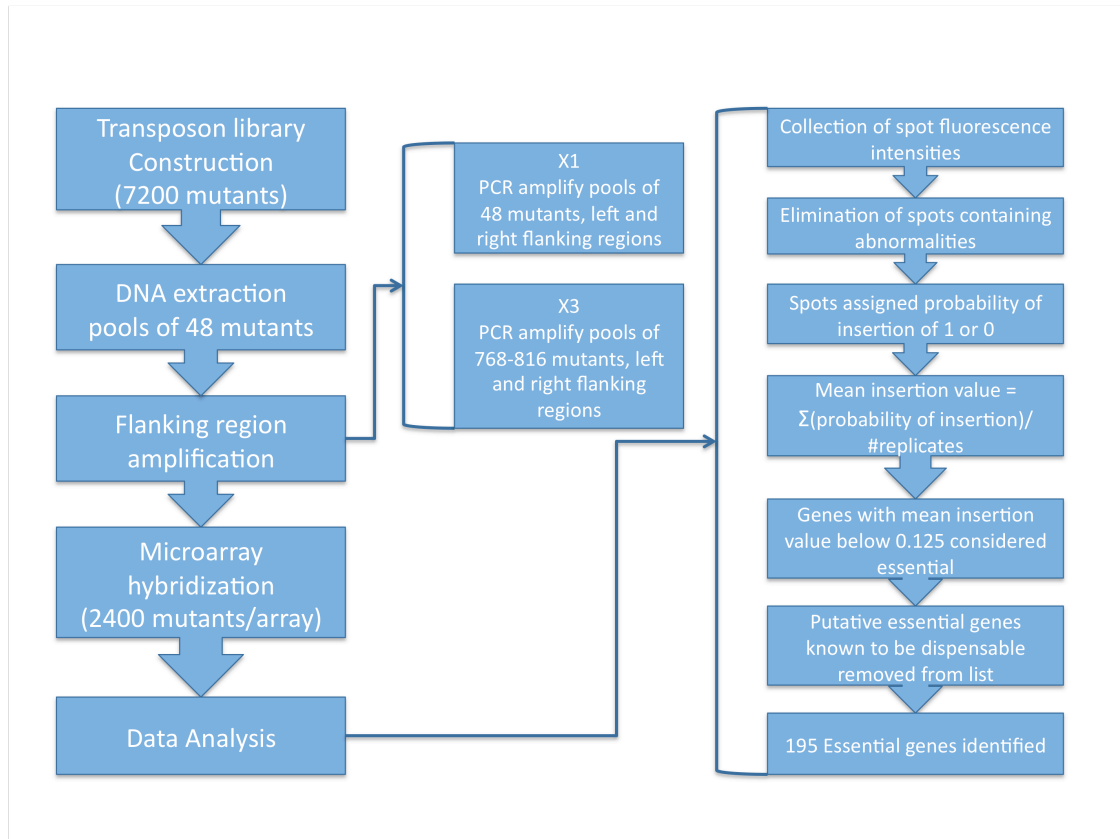 Transposon library
Construction
(7200 mutants)
DNA extraction
pools of 48 mutants
Flanking region
amplification
Microarray
hybridization
(2400 mutants/array)
Data Analysis
X1
PCR amplify pools of
48 mutants, left and
right flanking regions
X3
PCR amplify pools of
768-816 mutants, left
and right flanking
regions
Collection of spot fluorescence
intensities
Elimination of spots containing
abnormalities
Spots assigned probability of
insertion of 1 or 0
Mean insertion value =
Σ(probability of insertion)/
#replicates
Genes with mean insertion
value below 0.125 considered
essential
Putative essential genes
known to be dispensable
removed from list
195 Essential genes identified